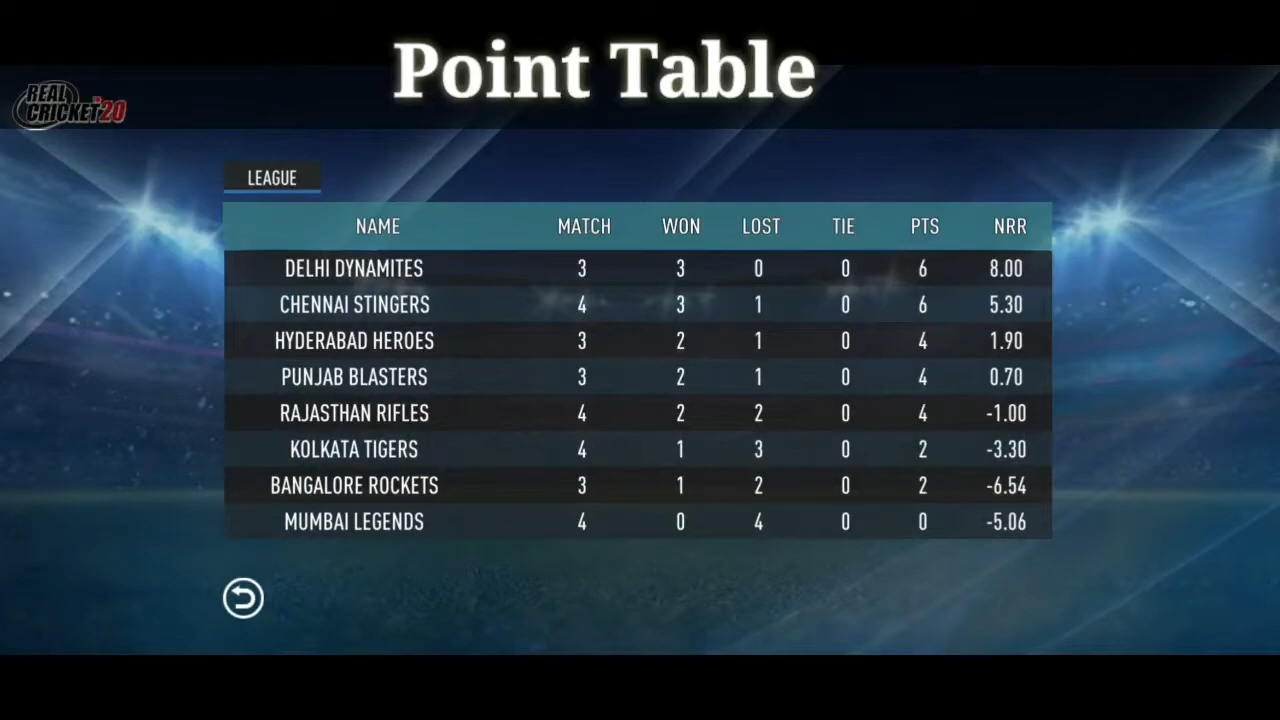 Point Table
REAL
CRICKET 20
LEAGUE
NAME MATCH WON LOST TIE PTS NRR
DELHI DYNAMITES 3 3 0 0 6 8.00
CHENNAI STINGERS 4 3 1 0 6 5.30
HYDERABAD HEROES 3 2 1 0 4 1.90
PUNJAB BLASTERS 3 2 1 0 4 0.70
RAJASTHAN RIFLES 4 2 2 0 4 -1.00
KOLKATA TIGERS 4 1 3 0 2 -3.30
BANGALORE ROCKETS 3 1 2 0 2 -6.54
MUMBAI LEGENDS 4 0 4 0 0 -5.06